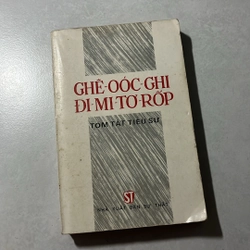 GHÊ-OÓC-GHI
ĐI-MI-TƠ-RỐP
TÓM TẮT TIỂU SỬ
ST
NHÀ XUẤT BẢN SỰ THẬT